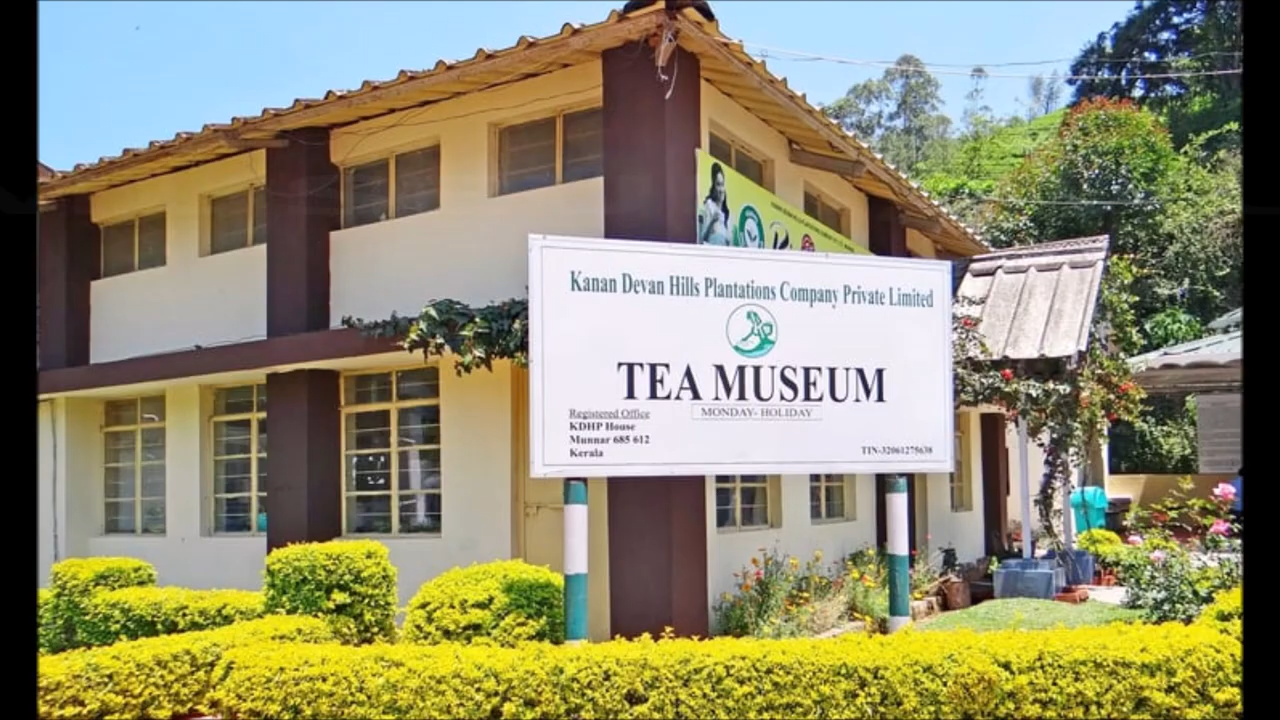 Kanan Devan Hills Plantations Company Private Limited
TEA MUSEUM
MONDAY- HOLIDAY
Registered Office
KDHP House
Munnar 685 612
Kerala
TIN-32061275638